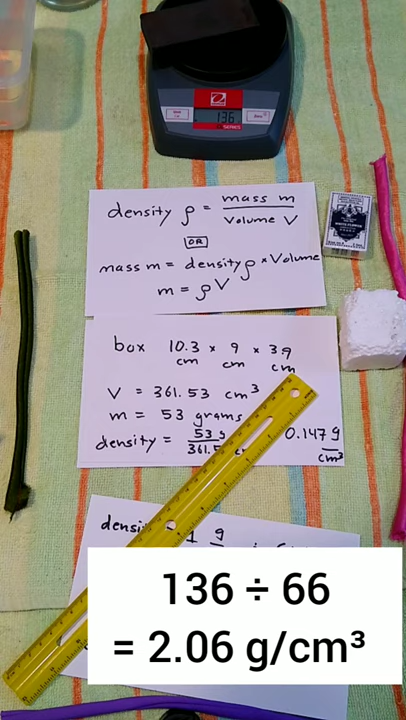 136
density ρ = mass m / Volume V
OR
mass m = density ρ × Volume
m = ρV
box 10.3 × 9 × 3.9
cm cm cm
V = 361.53 cm³
m = 53 grams
density = 53 g / 361.5 0.147 g / cm³
1 g
136 ÷ 66
= 2.06 g/cm³